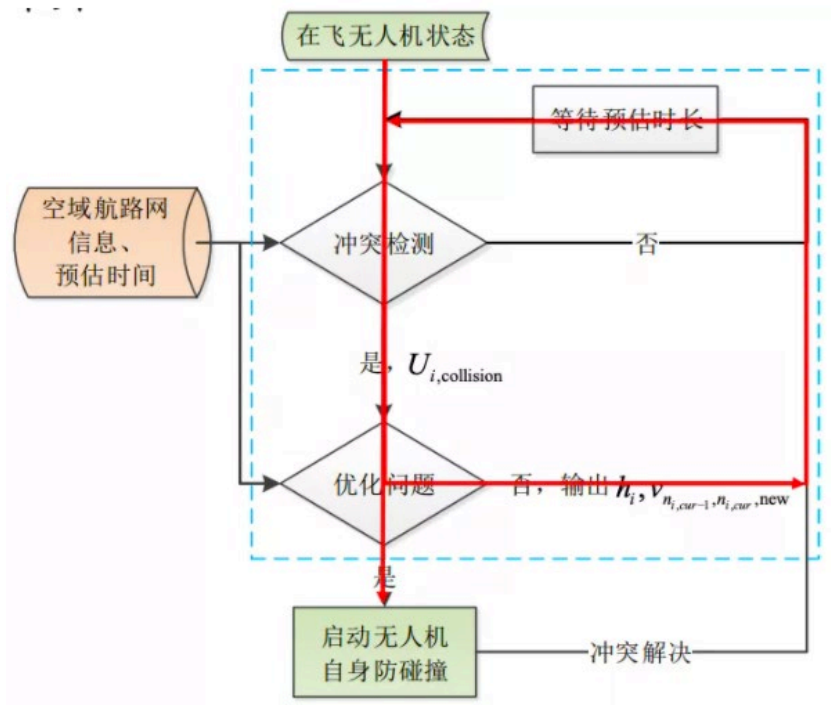 在飞无人机状态
等待预估时长
空域航路网
信息、
预估时间
冲突检测
否
是，U_{i,collision}
优化问题
否，输出 h_i, v_{n_{i,cur-1}, n_{i,cur}, new}
是
启动无人机
自身防碰撞
冲突解决